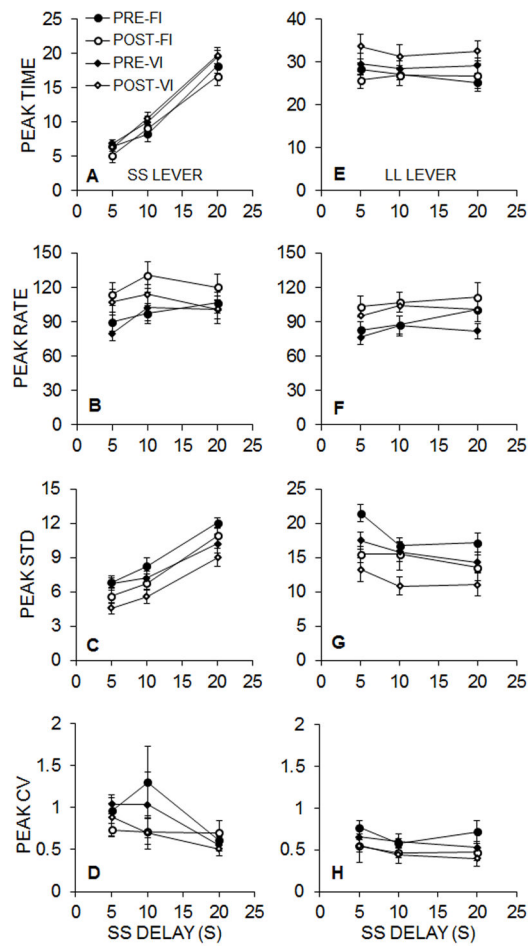 PRE-FI
POST-FI
PRE-VI
POST-VI
PEAK TIME
25
20
15
10
5
0
A SS LEVER
0 5 10 15 20 25
40
30
20
10
0
E LL LEVER
0 5 10 15 20 25
PEAK RATE
150
120
90
60
30
0
B
0 5 10 15 20 25
150
120
90
60
30
0
F
0 5 10 15 20 25
PEAK STD
15
12
9
6
3
0
C
0 5 10 15 20 25
25
20
15
10
5
0
G
0 5 10 15 20 25
PEAK CV
2
1.5
1
0.5
0
D
0 5 10 15 20 25
SS DELAY (S)
2
1.5
1
0.5
0
H
0 5 10 15 20 25
SS DELAY (S)